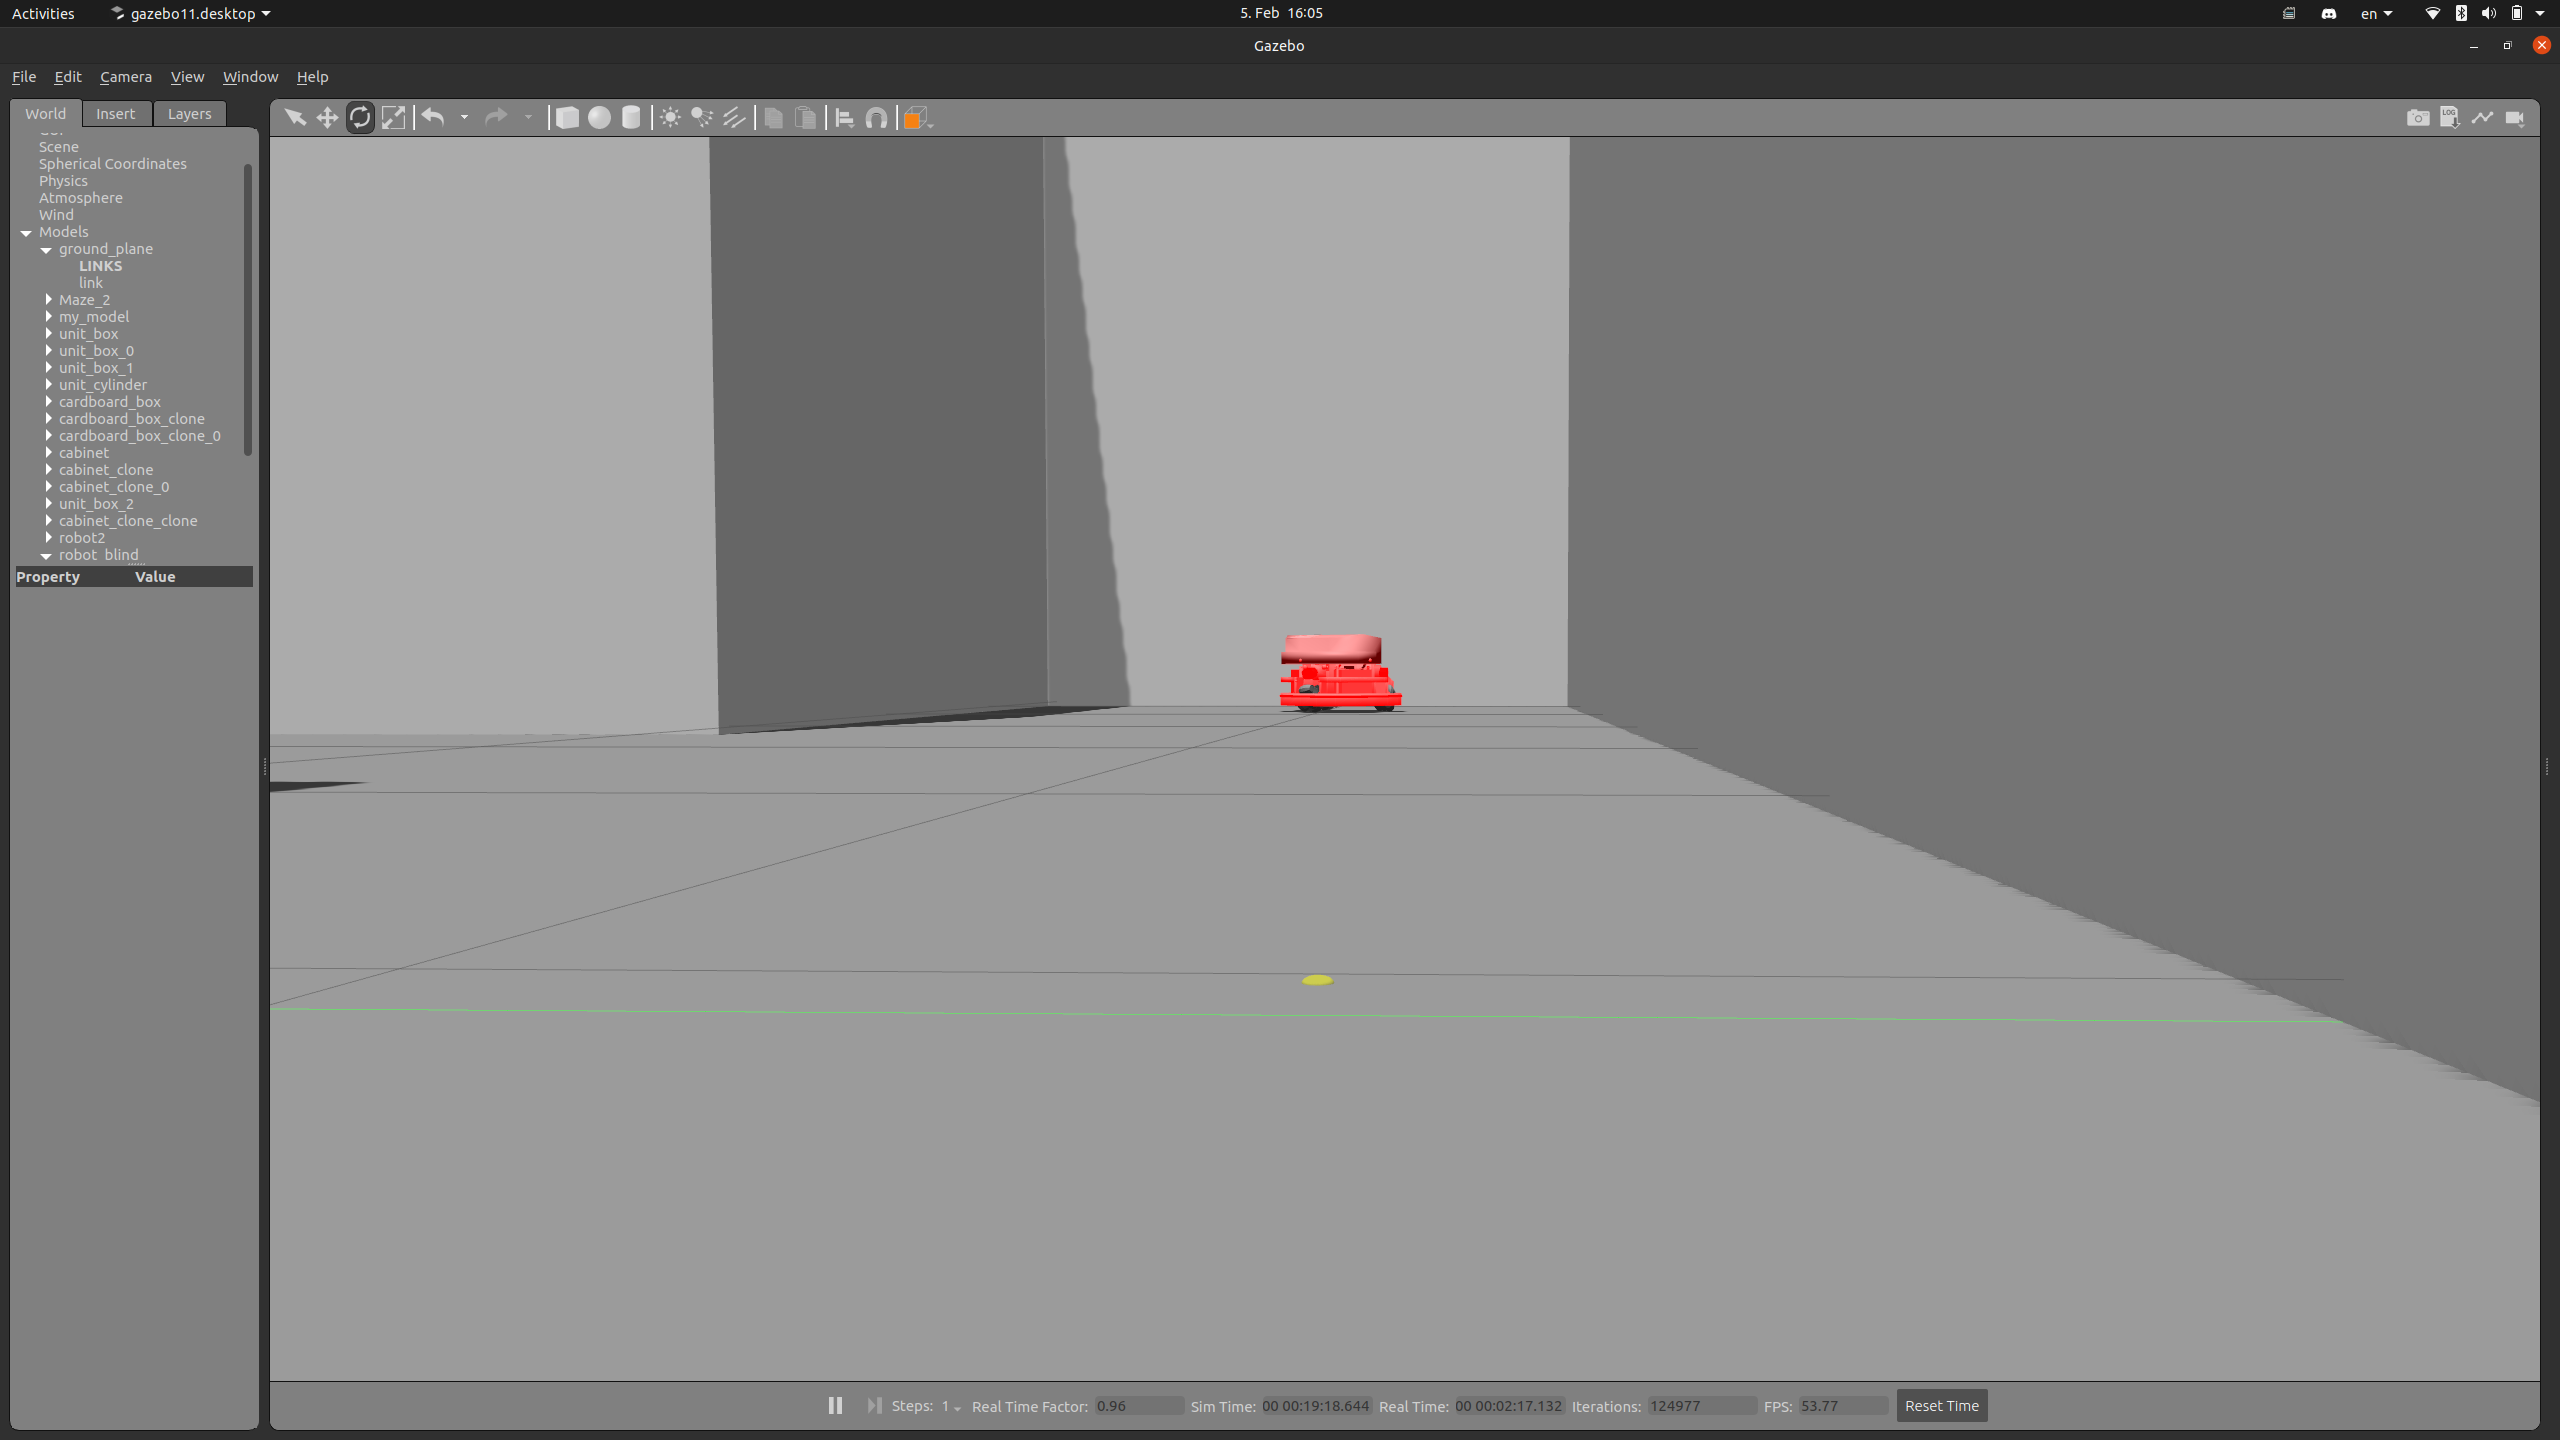 Activities gazebo11.desktop 5. Feb 16:05 en
Gazebo
File Edit Camera View Window Help
World Insert Layers
Scene
Spherical Coordinates
Physics
Atmosphere
Wind
Models
ground_plane
LINKS
link
Maze_2
my_model
unit_box
unit_box_0
unit_box_1
unit_cylinder
cardboard_box
cardboard_box_clone
cardboard_box_clone_0
cabinet
cabinet_clone
cabinet_clone_0
unit_box_2
cabinet_clone_clone
robot2
robot_blind
Property Value
LOG
Steps: 1 Real Time Factor: 0.96 Sim Time: 00 00:19:18.644 Real Time: 00 00:02:17.132 Iterations: 124977 FPS: 53.77 Reset Time